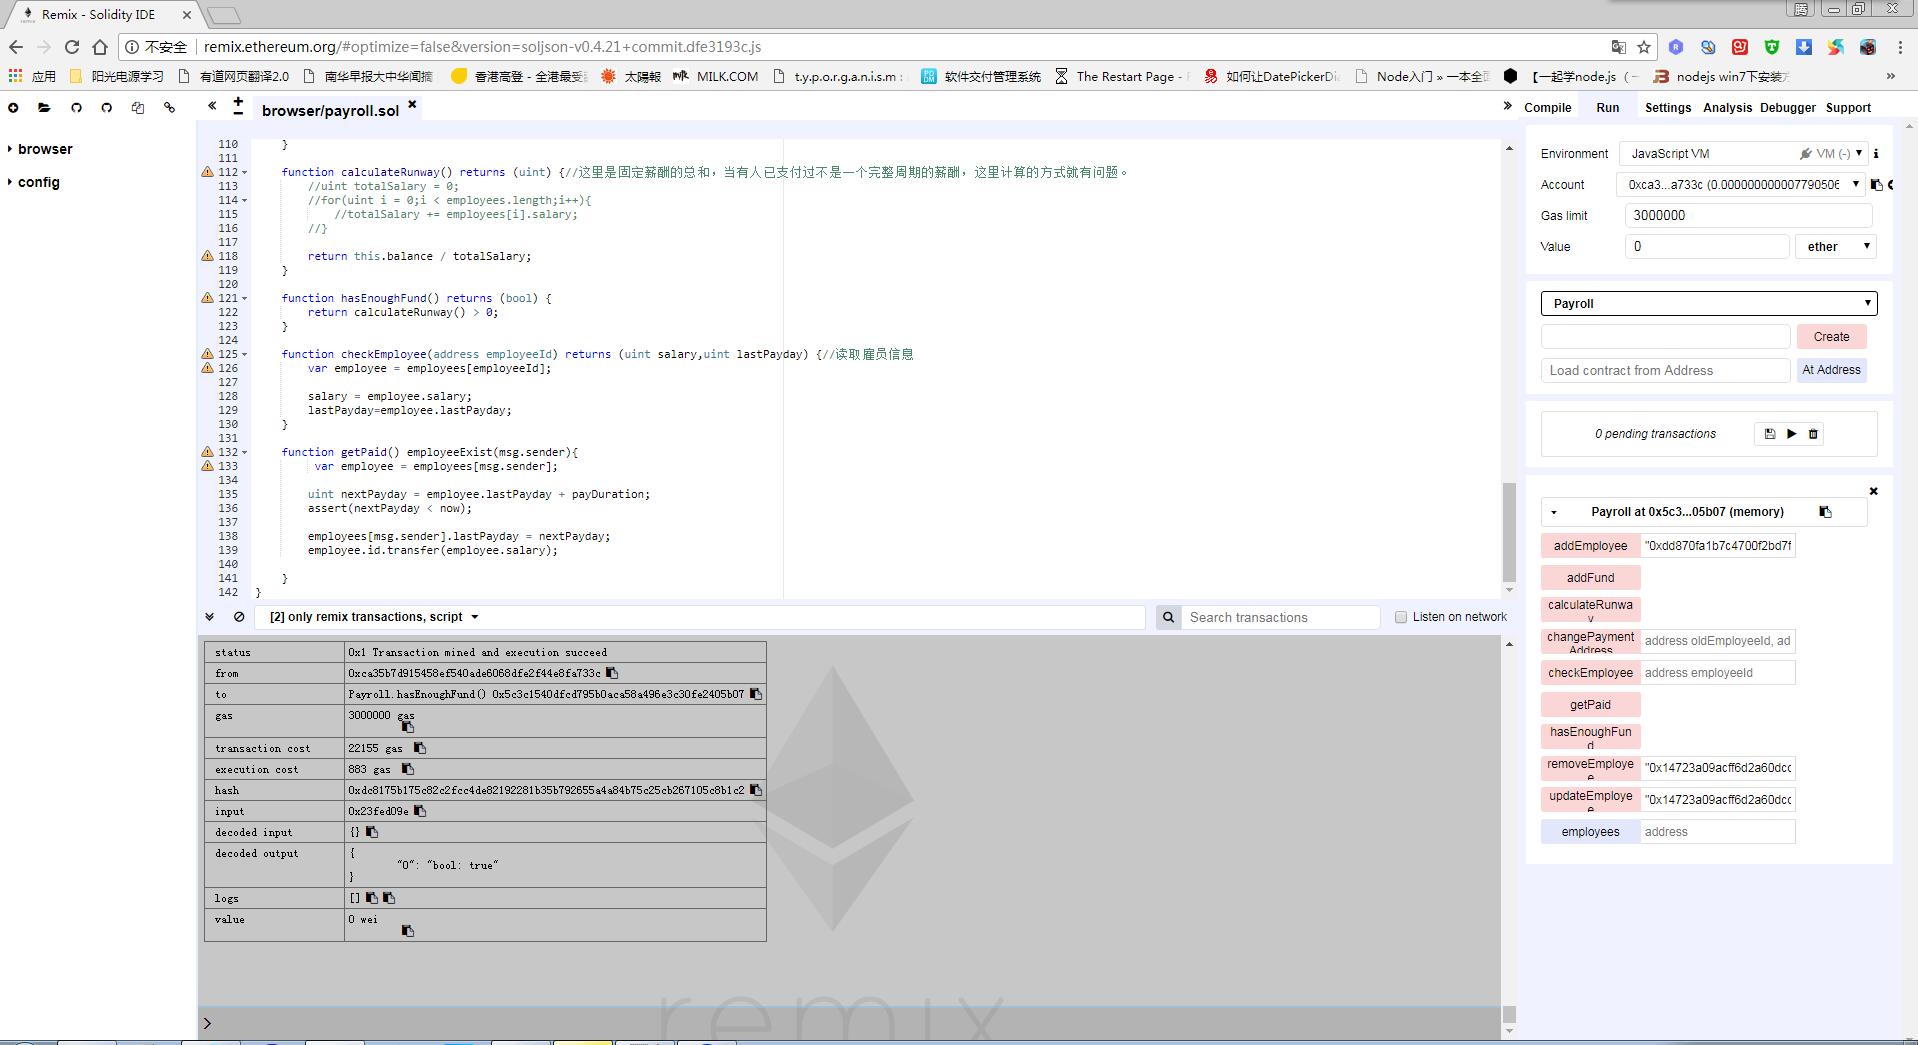 Remix - Solidity IDE
不安全 remix.ethereum.org/#optimize=false&version=soljson-v0.4.21+commit.dfe3193c.js
应用 阳光电源学习 有道网页翻译2.0 南华早报大中华闻摘 香港高登 - 全港最受 太陽報 MILK.COM t.y.p.o.r.g.a.n.i.s.m : 软件交付管理系统 The Restart Page - 如何让DatePickerDia Node入门 » 一本全 【一起学node.js nodejs win7下安装 »
browser/payroll.sol
Compile Run Settings Analysis Debugger Support
browser
config
110 }
111
112 function calculateRunway() returns (uint) {//这里是固定薪酬的总和，当有人已支付过不是一个完整周期的薪酬，这里计算的方式就有问题。
113 //uint totalSalary = 0;
114 //for(uint i = 0;i < employees.length;i++){
115 //totalSalary += employees[i].salary;
116 //}
117
118 return this.balance / totalSalary;
119 }
120
121 function hasEnoughFund() returns (bool) {
122 return calculateRunway() > 0;
123 }
124
125 function checkEmployee(address employeeId) returns (uint salary,uint lastPayday) {//读取雇员信息
126 var employee = employees[employeeId];
127
128 salary = employee.salary;
129 lastPayday=employee.lastPayday;
130 }
131
132 function getPaid() employeeExist(msg.sender){
133 var employee = employees[msg.sender];
134
135 uint nextPayday = employee.lastPayday + payDuration;
136 assert(nextPayday < now);
137
138 employees[msg.sender].lastPayday = nextPayday;
139 employee.id.transfer(employee.salary);
140
141 }
142 }
[2] only remix transactions, script
Search transactions
Listen on network
status 0x1 Transaction mined and execution succeed
from 0xca35b7d915458ef540ade6068dfe2f44e8fa733c
to Payroll.hasEnoughFund() 0x5c3c1540dfcd795b0aca58a496e3c30fe2405b07
gas 3000000 gas
transaction cost 22155 gas
execution cost 883 gas
hash 0xdc8175b175c82c2fcc4de82192281b35b792655a4a84b75c25cb267105c8b1c2
input 0x23fed09e
decoded input {}
decoded output {
"0": "bool: true"
}
logs []
value 0 wei
remix
>
Environment JavaScript VM VM (-)
Account 0xca3...a733c (0.000000000007790506
Gas limit 3000000
Value 0 ether
Payroll
Create
Load contract from Address At Address
0 pending transactions
Payroll at 0x5c3...05b07 (memory)
addEmployee "0xdd870fa1b7c4700f2bd7f
addFund
calculateRunway
changePaymentAddress address oldEmployeeId, ad
checkEmployee address employeeId
getPaid
hasEnoughFund
removeEmployee "0x14723a09acff6d2a60dcc
updateEmployee "0x14723a09acff6d2a60dcc
employees address